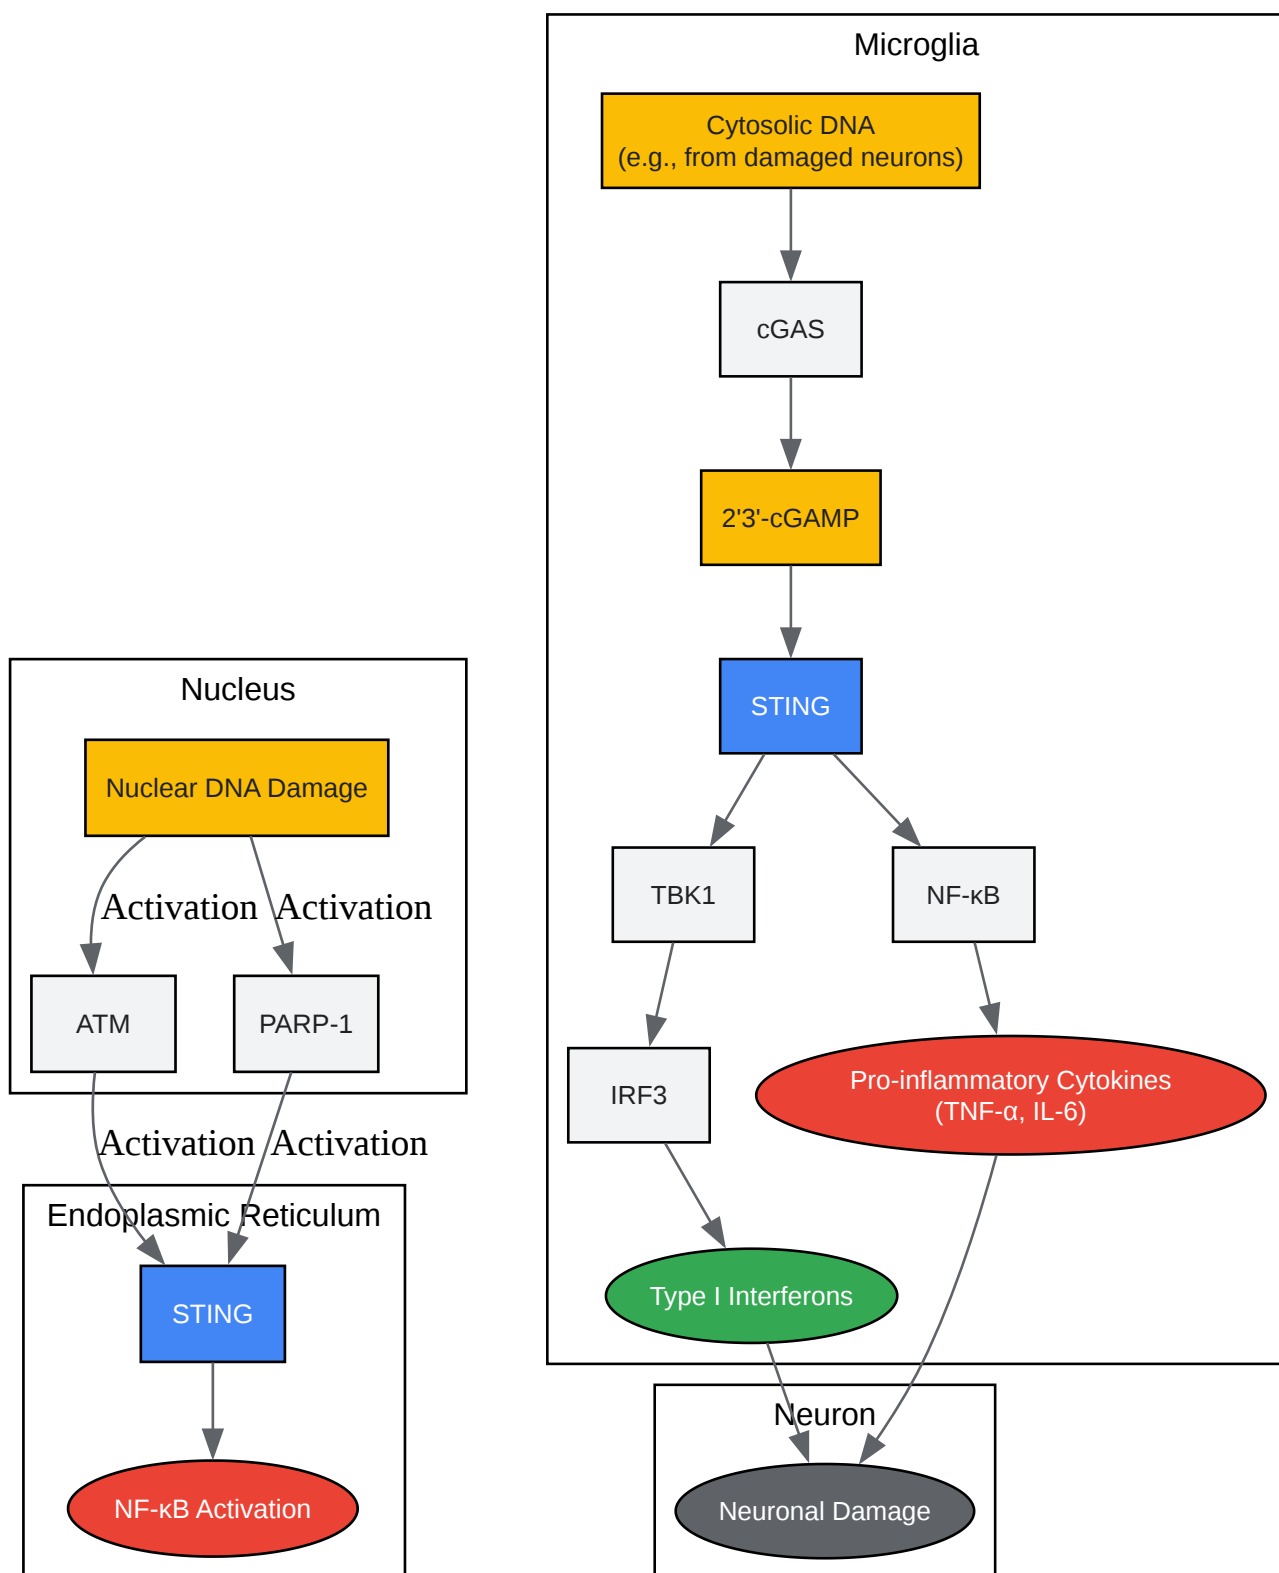 Microglia
Cytosolic DNA
(e.g., from damaged neurons)
cGAS
2'3'-cGAMP
STING
TBK1
NF-κB
IRF3
Pro-inflammatory Cytokines
(TNF-α, IL-6)
Type I Interferons
Neuron
Neuronal Damage
Nucleus
Nuclear DNA Damage
Activation
Activation
ATM
PARP-1
Activation
Activation
Endoplasmic Reticulum
STING
NF-κB Activation